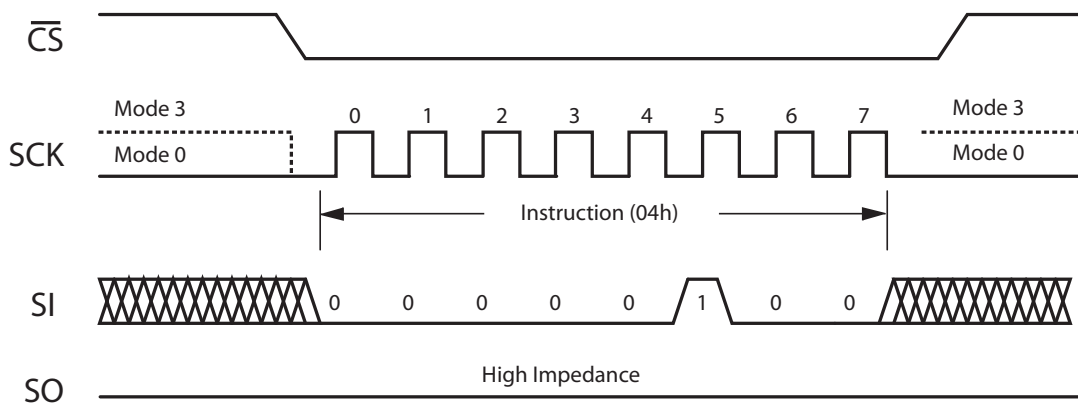 CS
Mode 3
0 1 2 3 4 5 6 7
Mode 3
SCK
Mode 0
Mode 0
Instruction (04h)
SI
0 0 0 0 0 1 0 0
High Impedance
SO